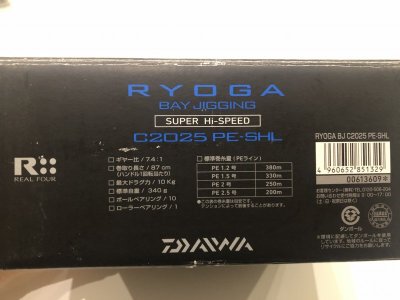 RYOGA
BAY JIGGING
SUPER Hi-SPEED
C2025 PE-SHL
R
REAL FOUR
□ギヤー比 / 7.4:1
□巻取り長さ / 87 cm
(ハンドル1回転当たり)
□最大ドラグ力 / 10 Kg
□標準自重 / 340 g
□ボールベアリング / 10
□ローラーベアリング / 1
□標準巻糸量(PEライン)
PE 1.2 号 380m
PE 1.5 号 330m
PE 2 号 250m
PE 2.5 号 200m
DAIWA
RYOGA BJ C2025 PE-SHL
4 960652 851329
00613609
ダンボール